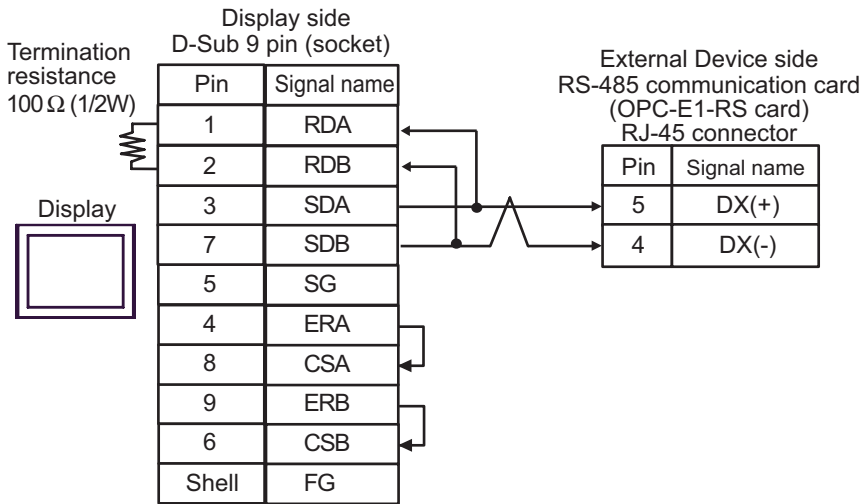 Display side
D-Sub 9 pin (socket)
Termination
resistance
100Ω (1/2W)
Pin Signal name
1 RDA
2 RDB
3 SDA
7 SDB
5 SG
4 ERA
8 CSA
9 ERB
6 CSB
Shell FG
Display
External Device side
RS-485 communication card
(OPC-E1-RS card)
RJ-45 connector
Pin Signal name
5 DX(+)
4 DX(-)